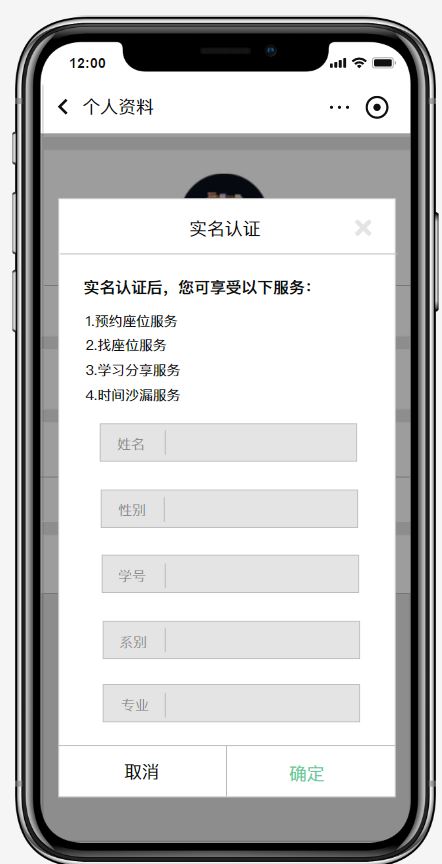 12:00
个人资料
实名认证
实名认证后，您可享受以下服务：
1.预约座位服务
2.找座位服务
3.学习分享服务
4.时间沙漏服务
姓名
性别
学号
系别
专业
取消 确定